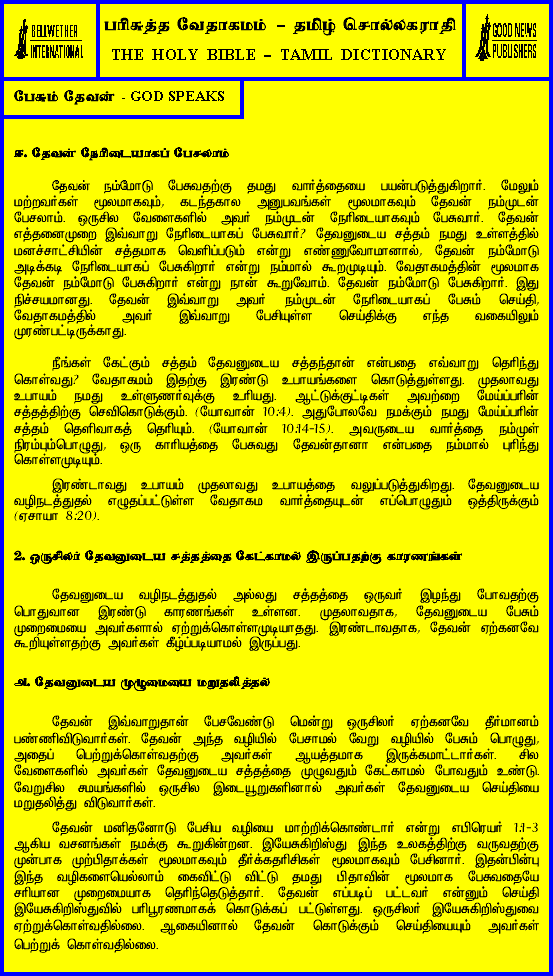 BELLWETHER
INTERNATIONAL
பரிசுத்த வேதாகமம் – தமிழ் சொல்லகராதி
THE HOLY BIBLE – TAMIL DICTIONARY
GOOD NEWS
PUBLISHERS
பேசும் தேவன் - GOD SPEAKS
ஈ. தேவன் நேரிடையாகப் பேசலாம்
தேவன் நம்மோடு பேசுவதற்கு தமது வார்த்தையை பயன்படுத்துகிறார். மேலும்
மற்றவர்கள் மூலமாகவும், கடந்தகால அனுபவங்கள் மூலமாகவும் தேவன் நம்முடன்
பேசலாம். ஒருசில வேளைகளில் அவர் நம்முடன் நேரிடையாகவும் பேசுவார். தேவன்
எத்தனைமுறை இவ்வாறு நேரிடையாகப் பேசுவார்? தேவனுடைய சத்தம் நமது உள்ளத்தில்
மனச்சாட்சியின் சத்தமாக வெளிப்படும் என்று எண்ணுவோமானால், தேவன் நம்மோடு
அடிக்கடி நேரிடையாகப் பேசுகிறார் என்று நம்மால் கூறமுடியும். வேதாகமத்தின் மூலமாக
தேவன் நம்மோடு பேசுகிறார் என்று நான் கூறுவோம். தேவன் நம்மோடு பேசுகிறார். இது
நிச்சயமானது. தேவன் இவ்வாறு அவர் நம்முடன் நேரிடையாகப் பேசும் செய்தி,
வேதாகமத்தில் அவர் இவ்வாறு பேசியுள்ள செய்திக்கு எந்த வகையிலும்
முரண்பட்டிருக்காது.
நீங்கள் கேட்கும் சத்தம் தேவனுடைய சத்தந்தான் என்பதை எவ்வாறு தெரிந்து
கொள்வது? வேதாகமம் இதற்கு இரண்டு உபாயங்களை கொடுத்துள்ளது. முதலாவது
உபாயம் நமது உள்ளுணர்வுக்கு உரியது. ஆட்டுக்குட்டிகள் அவற்றை மேய்ப்பரின்
சத்தத்திற்கு செவிகொடுக்கும். (யோவான் 10:4). அதுபோலவே நமக்கும் நமது மேய்ப்பரின்
சத்தம் தெளிவாகத் தெரியும். (யோவான் 10:14-15). அவருடைய வார்த்தை நம்முள்
நிரம்பும்பொழுது, ஒரு காரியத்தை பேசுவது தேவன்தானா என்பதை நம்மால் புரிந்து
கொள்ளமுடியும்.
இரண்டாவது உபாயம் முதலாவது உபாயத்தை வலுப்படுத்துகிறது. தேவனுடைய
வழிநடத்துதல் எழுதப்பட்டுள்ள வேதாகம வார்த்தையுடன் எப்பொழுதும் ஒத்திருக்கும்
(ஏசாயா 8:20).
2. ஒருசிலர் தேவனுடைய சத்தத்தை கேட்காமல் இருப்பதற்கு காரணங்கள்
தேவனுடைய வழிநடத்துதல் அல்லது சத்தத்தை ஒருவர் இழந்து போவதற்கு
பொதுவான இரண்டு காரணங்கள் உள்ளன. முதலாவதாக, தேவனுடைய பேசும்
முறைமையை அவர்களால் ஏற்றுக்கொள்ளமுடியாதது. இரண்டாவதாக, தேவன் ஏற்கனவே
கூறியுள்ளதற்கு அவர்கள் கீழ்ப்படியாமல் இருப்பது.
அ. தேவனுடைய முழுமையை மறுதலித்தல்
தேவன் இவ்வாறுதான் பேசவேண்டு மென்று ஒருசிலர் ஏற்கனவே தீர்மானம்
பண்ணிவிடுவார்கள். தேவன் அந்த வழியில் பேசாமல் வேறு வழியில் பேசும் பொழுது,
அதைப் பெற்றுக்கொள்வதற்கு அவர்கள் ஆயத்தமாக இருக்கமாட்டார்கள். சில
வேளைகளில் அவர்கள் தேவனுடைய சத்தத்தை முழுவதும் கேட்காமல் போவதும் உண்டு.
வேறுசில சமயங்களில் ஒருசில இடையூறுகளினால் அவர்கள் தேவனுடைய செய்தியை
மறுதலித்து விடுவார்கள்.
தேவன் மனிதனோடு பேசிய வழியை மாற்றிக்கொண்டார் என்று எபிரெயர் 1:1-3
ஆகிய வசனங்கள் நமக்கு கூறுகின்றன. இயேசுகிறிஸ்து இந்த உலகத்திற்கு வருவதற்கு
முன்பாக முற்பிதாக்கள் மூலமாகவும் தீர்க்கதரிசிகள் மூலமாகவும் பேசினார். இதன்பின்பு
இந்த வழிகளையெல்லாம் கைவிட்டு விட்டு தமது பிதாவின் மூலமாக பேசுவதையே
சரியான முறைமையாக தெரிந்தெடுத்தார். தேவன் எப்படிப் பட்டவர் என்னும் செய்தி
இயேசுகிறிஸ்துவில் பரிபூரணமாகக் கொடுக்கப் பட்டுள்ளது. ஒருசிலர் இயேசுகிறிஸ்துவை
ஏற்றுக்கொள்வதில்லை. ஆகையினால் தேவன் கொடுக்கும் செய்தியையும் அவர்கள்
பெற்றுக் கொள்வதில்லை.